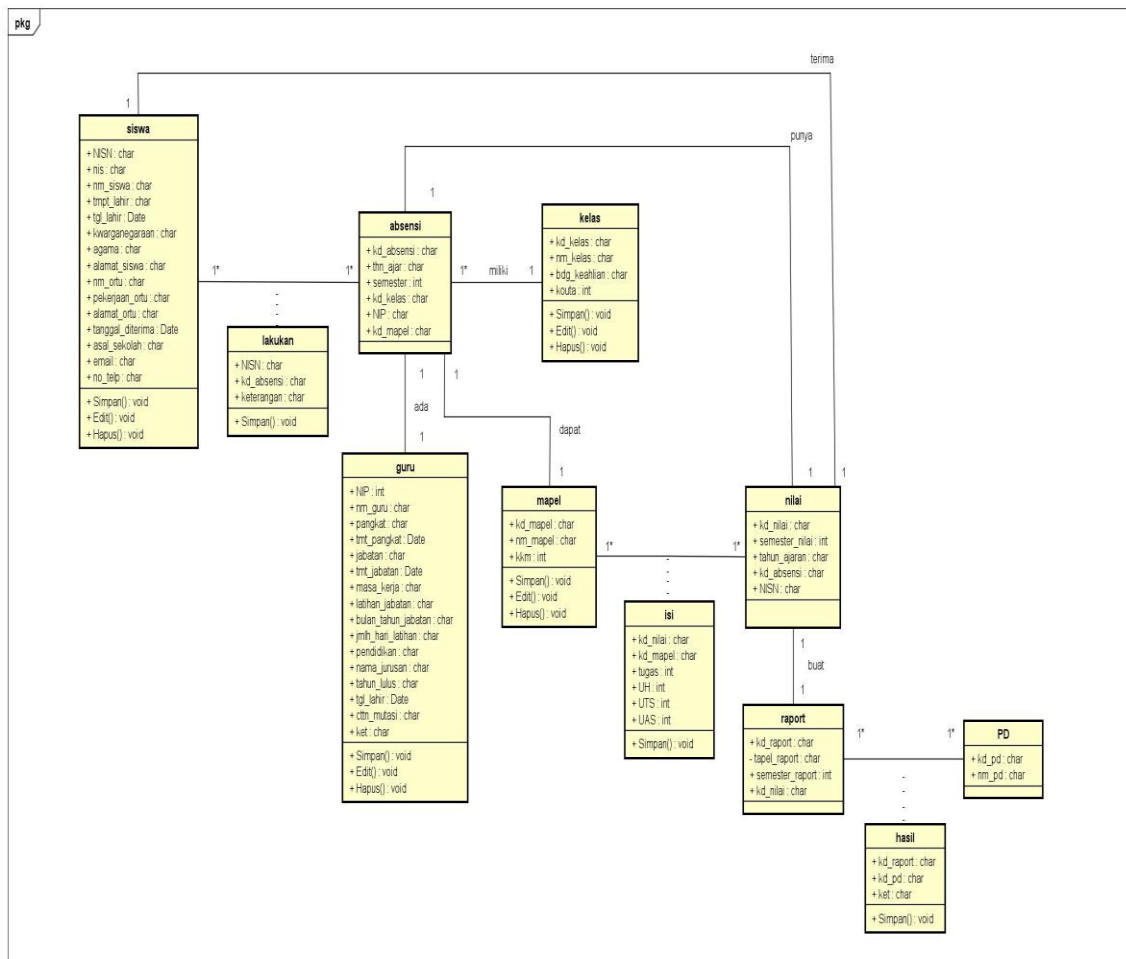 pkg
terima
1
siswa
+ NISN : char
+ nis : char
+ nm_siswa : char
+ tmpt_lahir : char
+ tgl_lahir : Date
+ kwarganegaraan : char
+ agama : char
+ alamat_siswa : char
+ nm_ortu : char
+ pekerjaan_ortu : char
+ alamat_ortu : char
+ tanggal_diterima : Date
+ asal_sekolah : char
+ email : char
+ no_telp : char
+ Simpan() : void
+ Edit() : void
+ Hapus() : void
1*
1*
lakukan
+ NISN : char
+ kd_absensi : char
+ keterangan : char
+ Simpan() : void
punya
1
absensi
+ kd_absensi : char
+ thn_ajar : char
+ semester : int
+ kd_kelas : char
+ NIP : char
+ kd_mapel : char
1*
miliki
1
kelas
+ kd_kelas : char
+ nm_kelas : char
+ bdg_keahlian : char
+ kouta : int
+ Simpan() : void
+ Edit() : void
+ Hapus() : void
1
1
ada
1
dapat
1
guru
+ NIP : int
+ nm_guru : char
+ pangkat : char
+ tmt_pangkat : Date
+ jabatan : char
+ tmt_jabatan : Date
+ masa_kerja : char
+ latihan_jabatan : char
+ bulan_tahun_jabatan : char
+ jmlh_hari_latihan : char
+ pendidikan : char
+ nama_jurusan : char
+ tahun_lulus : char
+ tgl_lahir : Date
+ cttn_mutasi : char
+ ket : char
+ Simpan() : void
+ Edit() : void
+ Hapus() : void
mapel
+ kd_mapel : char
+ nm_mapel : char
+ kkm : int
+ Simpan() : void
+ Edit() : void
+ Hapus() : void
1*
1*
isi
+ kd_nilai : char
+ kd_mapel : char
+ tugas : int
+ UH : int
+ UTS : int
+ UAS : int
+ Simpan() : void
1
1
nilai
+ kd_nilai : char
+ semester_nilai : int
+ tahun_ajaran : char
+ kd_absensi : char
+ NISN : char
1
buat
1
raport
+ kd_raport : char
- tapel_raport : char
+ semester_raport : int
+ kd_nilai : char
1*
1*
PD
+ kd_pd : char
+ nm_pd : char
hasil
+ kd_raport : char
+ kd_pd : char
+ ket : char
+ Simpan() : void